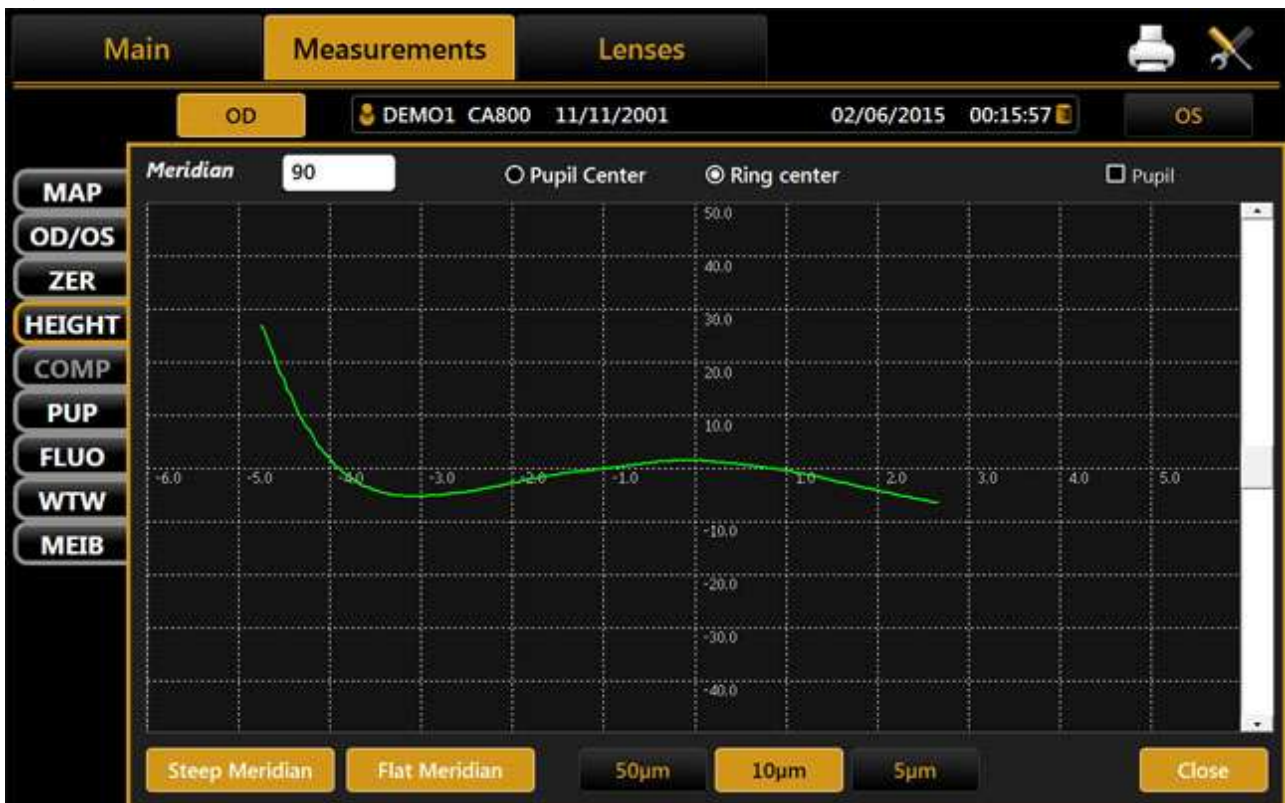 Main Measurements Lenses
OD DEMO1 CA800 11/11/2001 02/06/2015 00:15:57 OS
Meridian 90 Pupil Center Ring center Pupil
MAP
OD/OS
ZER
HEIGHT
COMP
PUP
FLUO
WTW
MEIB
50.0
40.0
30.0
20.0
10.0
-6.0 -5.0 -4.0 -3.0 -2.0 -1.0 1.0 2.0 3.0 4.0 5.0
-10.0
-20.0
-30.0
-40.0
Steep Meridian Flat Meridian 50µm 10µm 5µm Close